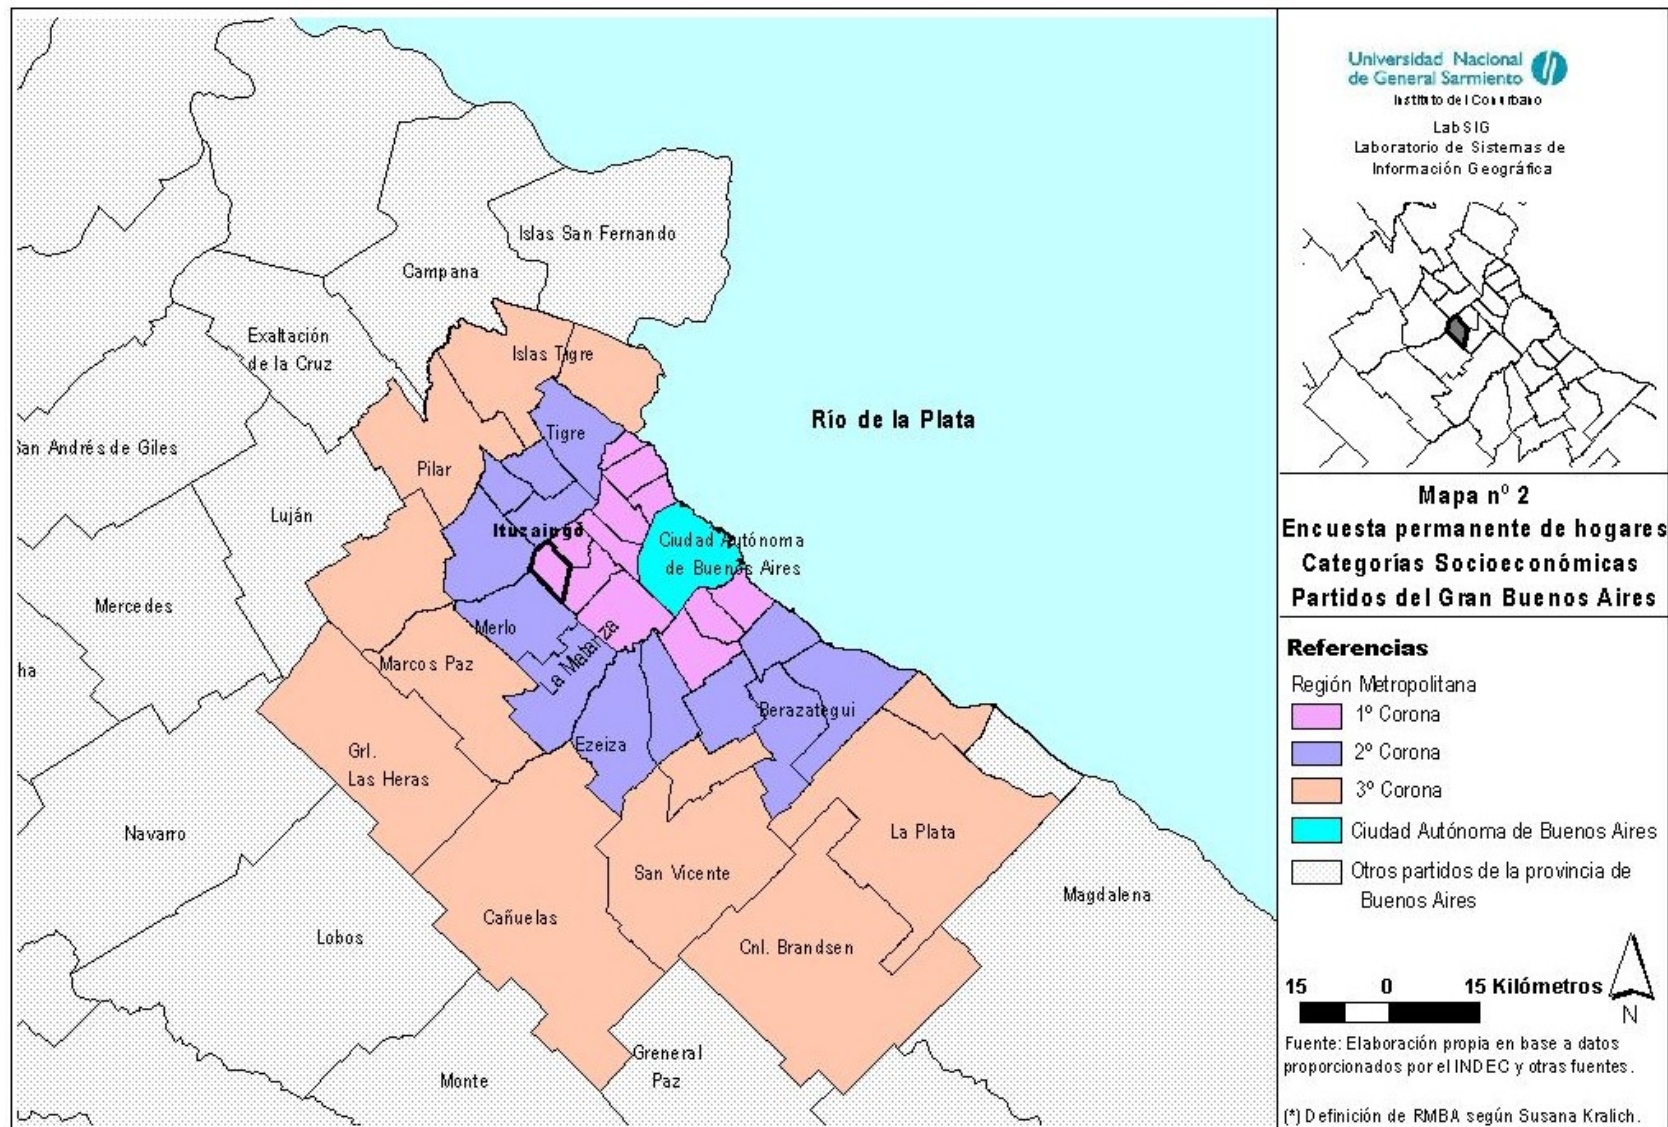 Islas San Fernando
Campana
Exaltación
de la Cruz
Islas Tigre
San Andrés de Giles
Tigre
Pilar
Río de la Plata
Luján
Ituzaingó
Ciudad Autónoma
de Buenos Aires
Mercedes
Merlo
La Matanza
ha
Marcos Paz
Berazategui
Ezeiza
Grl.
Las Heras
Navarro
La Plata
San Vicente
Magdalena
Cañuelas
Lobos
Cnl. Brandsen
Greneral
Paz
Monte
Universidad Nacional
de General Sarmiento
Instituto del Conurbano
LabSIG
Laboratorio de Sistemas de
Información Geográfica
Mapa nº 2
Encuesta permanente de hogares
Categorías Socioeconómicas
Partidos del Gran Buenos Aires
Referencias
Región Metropolitana
1º Corona
2º Corona
3º Corona
Ciudad Autónoma de Buenos Aires
Otros partidos de la provincia de
Buenos Aires
15 0 15 Kilómetros
N
Fuente: Elaboración propia en base a datos
proporcionados por el INDEC y otras fuentes.
(*) Definición de RMBA según Susana Kralich.